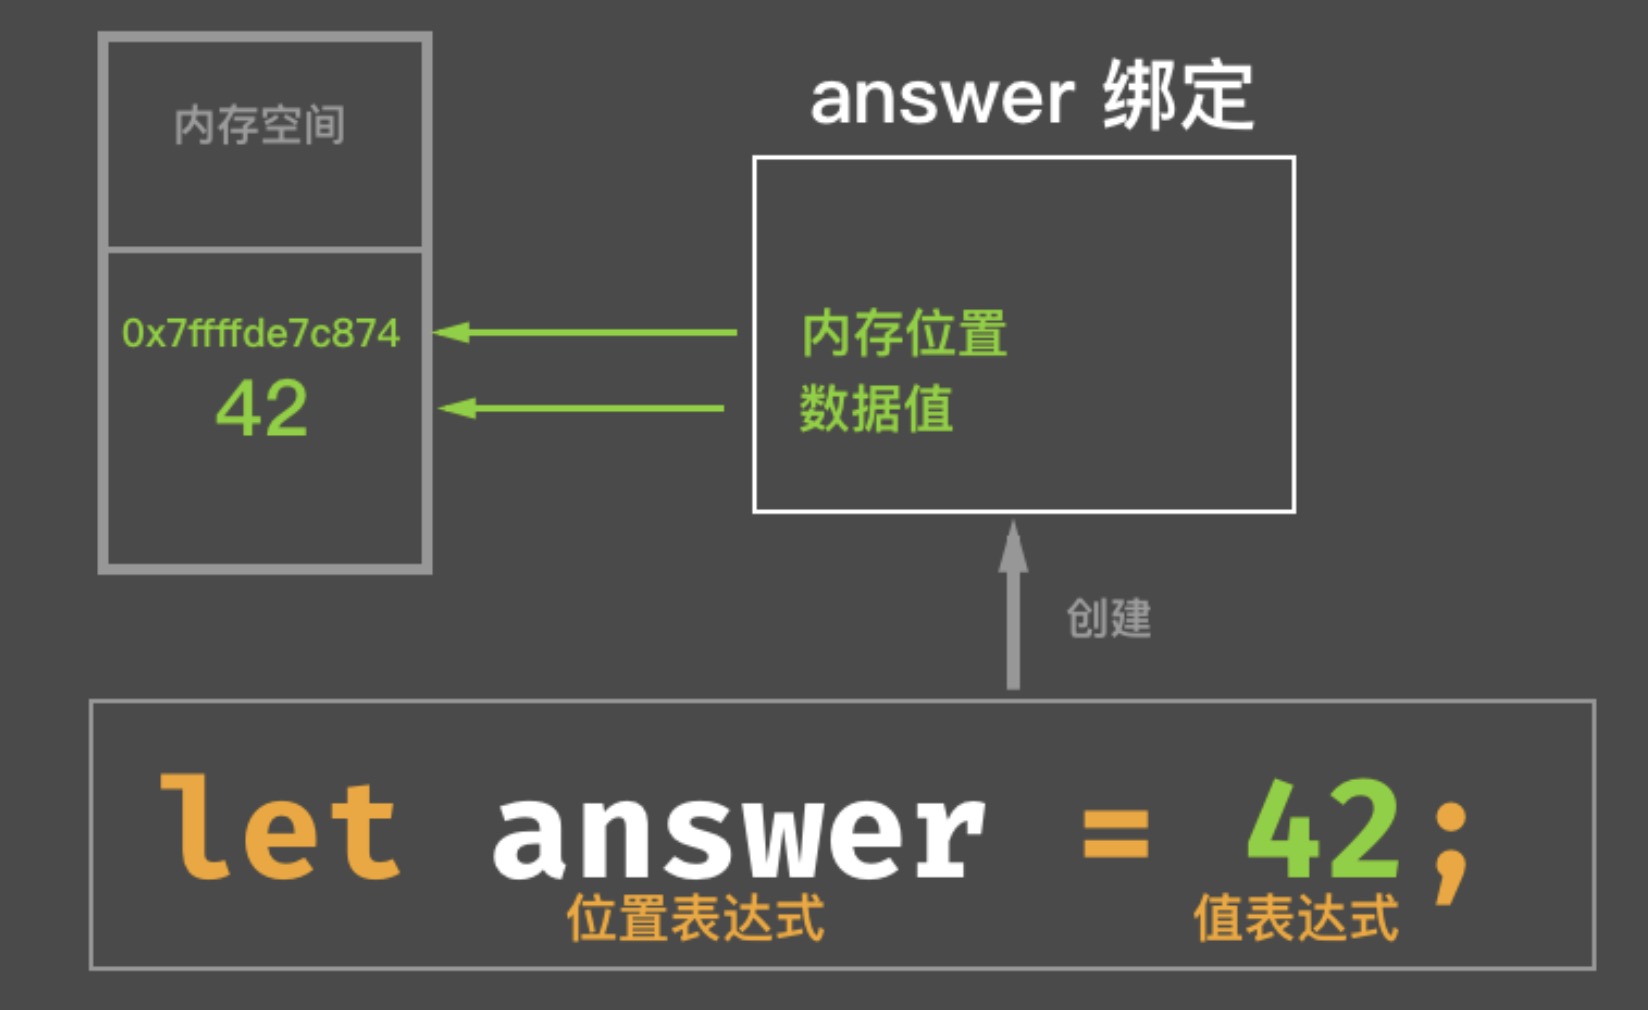 内存空间
0x7ffffde7c874
42
answer 绑定
内存位置
数据值
创建
let answer = 42;
位置表达式
值表达式